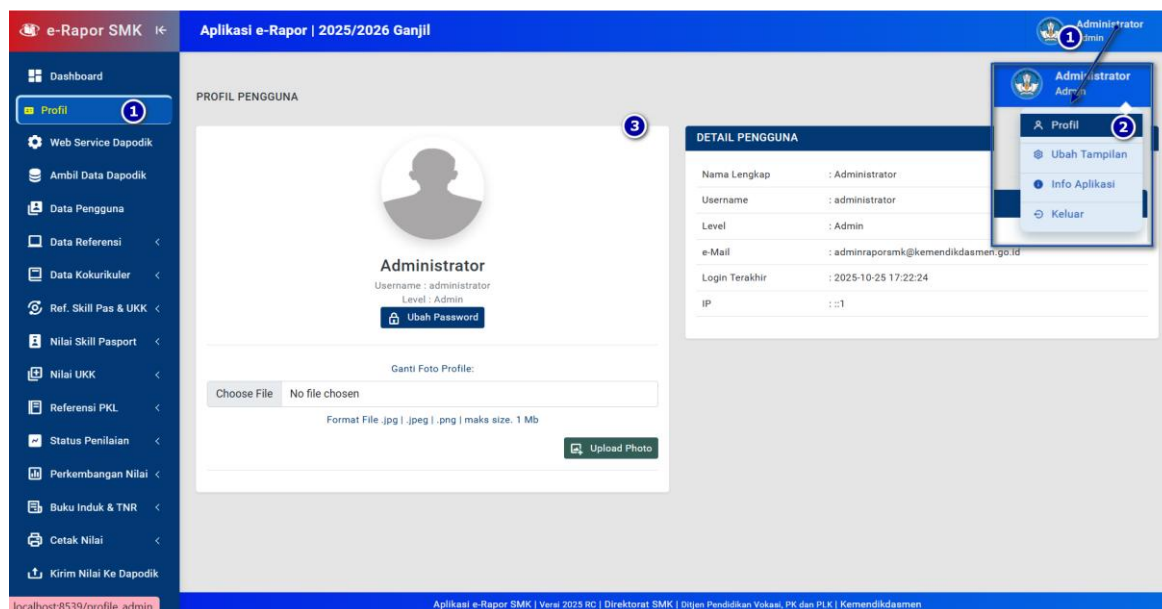 e-Rapor SMK
Aplikasi e-Rapor | 2025/2026 Ganjil
Administrator
1
Dashboard
Profil
1
Web Service Dapodik
Ambil Data Dapodik
Data Pengguna
Data Referensi
Data Kokurikuler
Ref. Skill Pas & UKK
Nilai Skill Pasport
Nilai UKK
Referensi PKL
Status Penilaian
Perkembangan Nilai
Buku Induk & TNR
Cetak Nilai
Kirim Nilai Ke Dapodik
localhost:8539/profile_admin
PROFIL PENGGUNA
3
Administrator
Username : administrator
Level : Admin
Ubah Password
Ganti Foto Profile:
Choose File No file chosen
Format File .jpg | .jpeg | .png | maks size. 1 Mb
Upload Photo
DETAIL PENGGUNA
Nama Lengkap : Administrator
Username : administrator
Level : Admin
e-Mail : adminraporsmk@kemendikdasmen.go.id
Login Terakhir : 2025-10-25 17:22:24
IP : ::1
Administrator
Admin
Profil
2
Ubah Tampilan
Info Aplikasi
Keluar
Aplikasi e-Rapor SMK | Versi 2025 RC | Direktorat SMK | Ditjen Pendidikan Vokasi, PK dan PLK | Kemendikdasmen